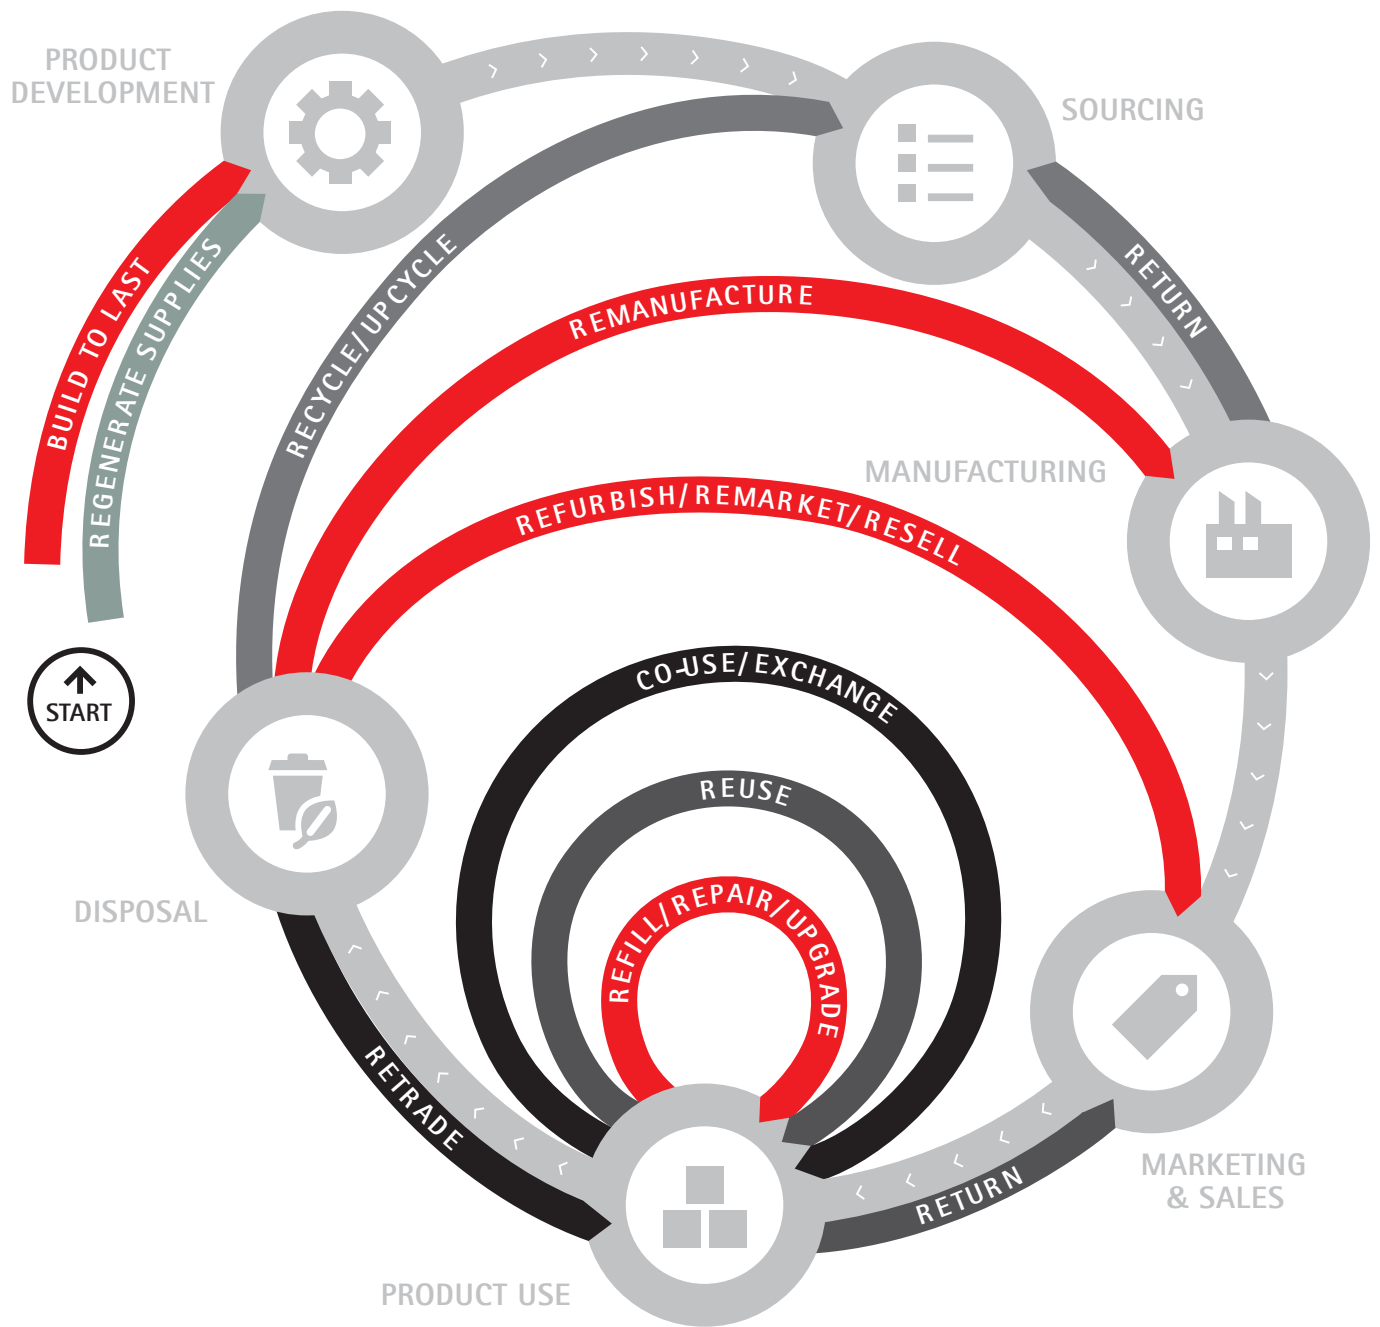 PRODUCT
DEVELOPMENT
SOURCING
BUILD TO LAST
REGENERATE SUPPLIES
RECYCLE/UPCYCLE
RETURN
REMANUFACTURE
MANUFACTURING
REFURBISH/REMARKET/RESELL
START
CO-USE/EXCHANGE
REUSE
REFILL/REPAIR/UPGRADE
DISPOSAL
RETRADE
RETURN
MARKETING
& SALES
PRODUCT USE